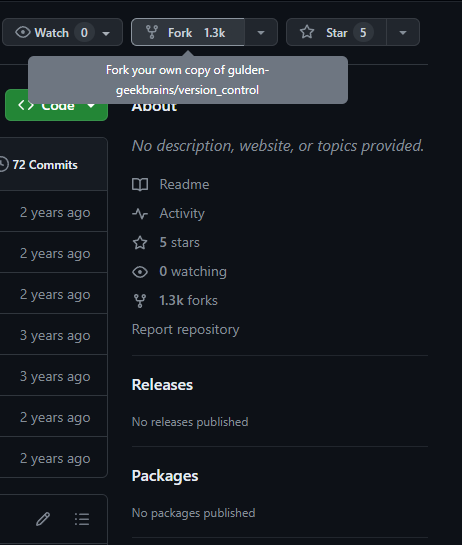 Watch 0
Fork 1.3k
Star 5
Fork your own copy of gulden-
geekbrains/version_control
Code
About
No description, website, or topics provided.
72 Commits
Readme
2 years ago
Activity
5 stars
2 years ago
0 watching
2 years ago
1.3k forks
Report repository
3 years ago
3 years ago
Releases
2 years ago
No releases published
2 years ago
Packages
No packages published